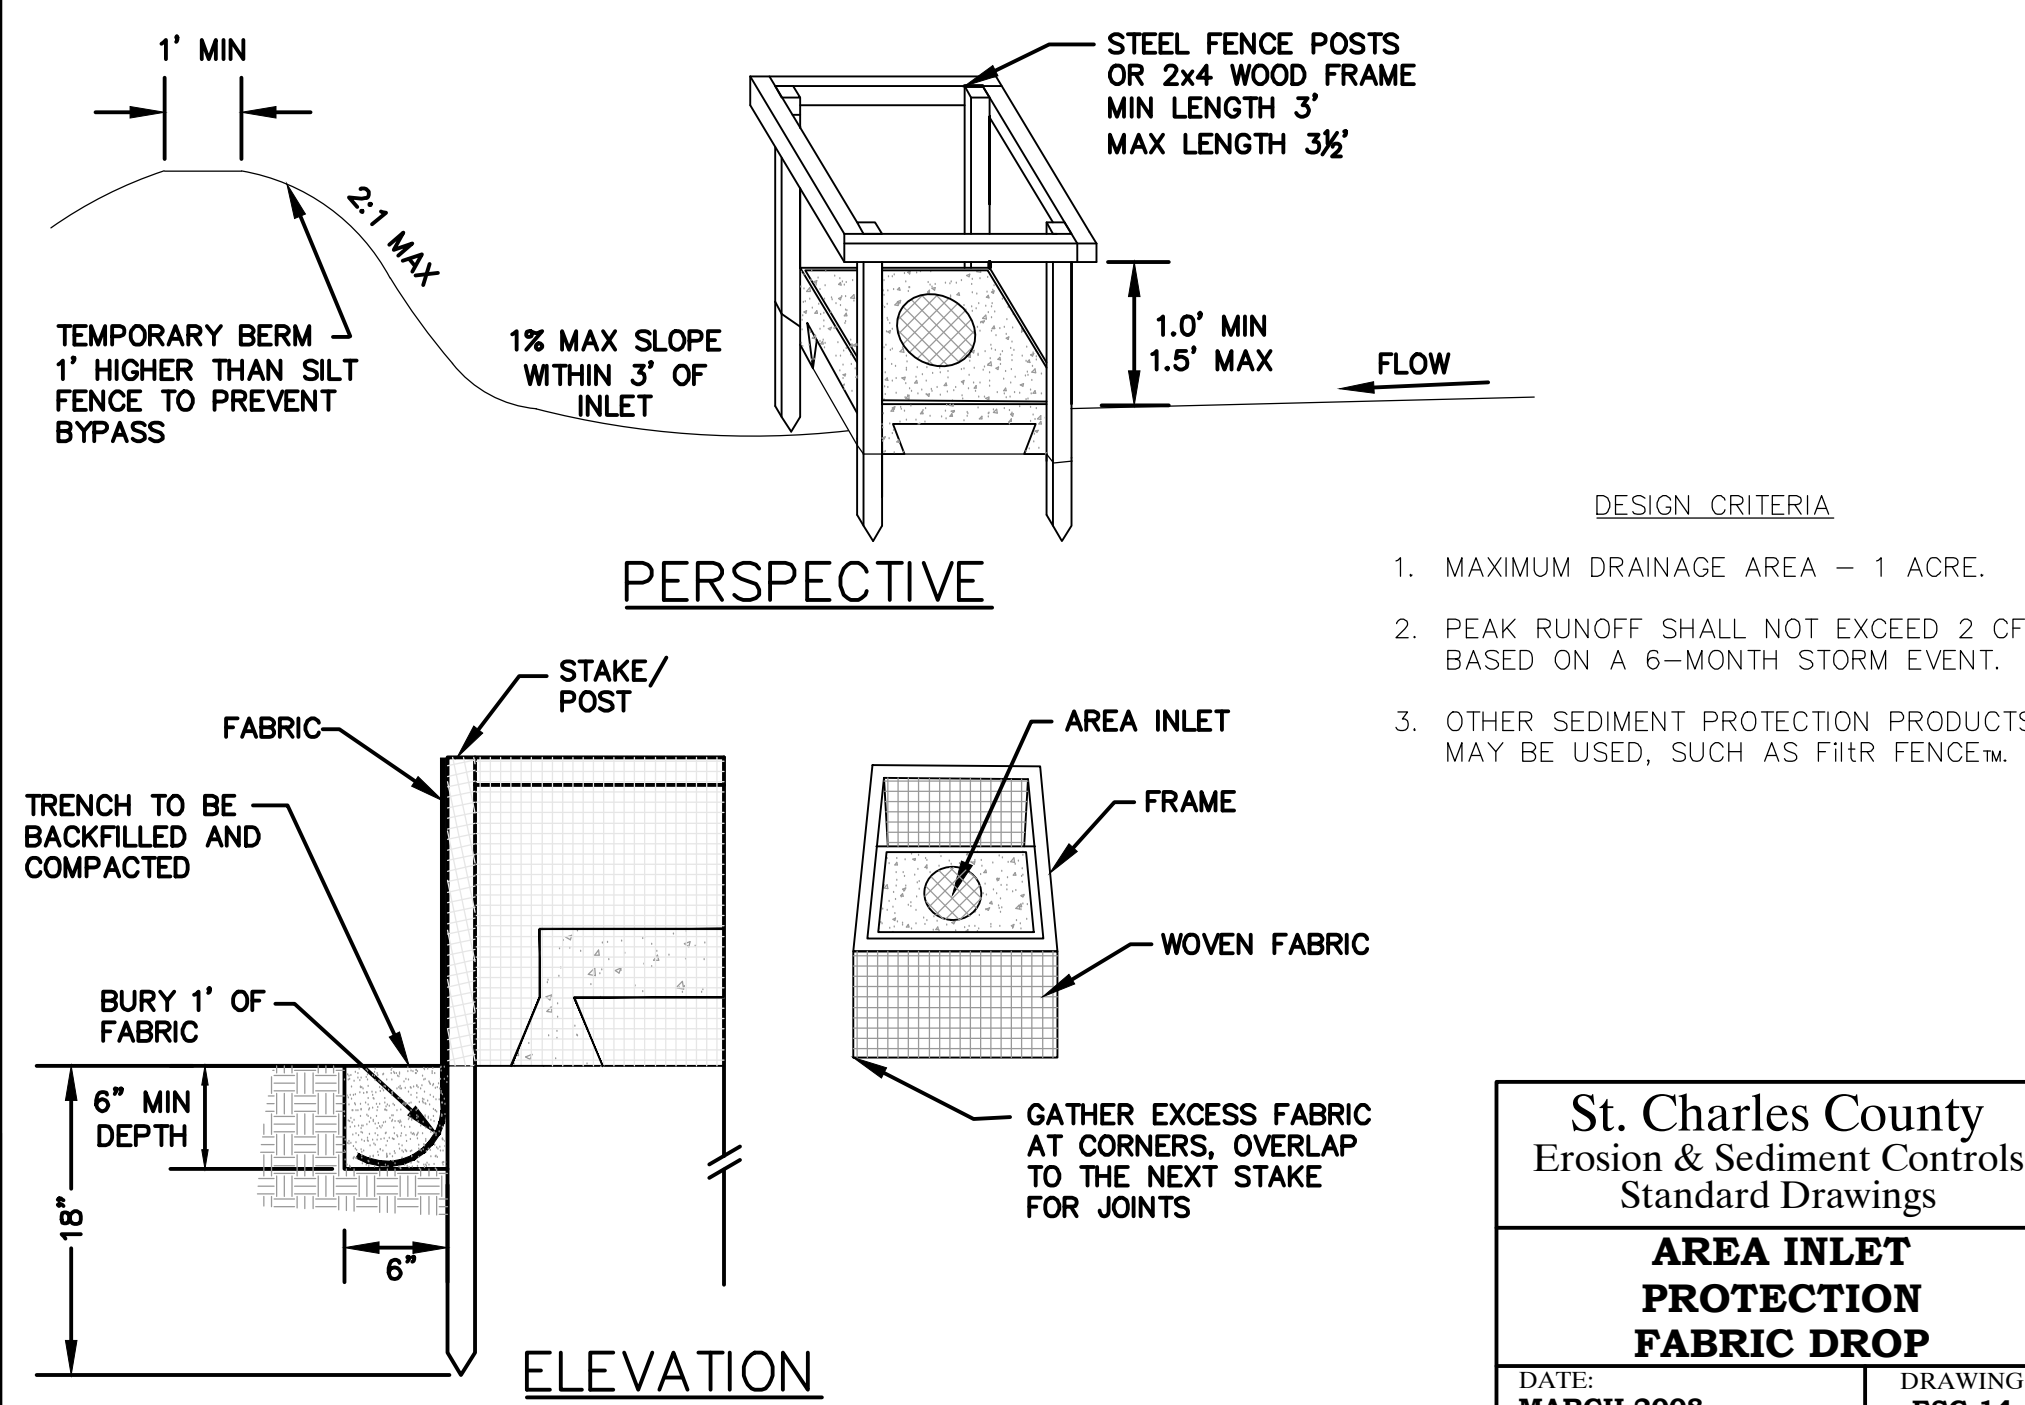 1' MIN
STEEL FENCE POSTS
OR 2x4 WOOD FRAME
MIN LENGTH 3'
MAX LENGTH 3½'
2:1 MAX
TEMPORARY BERM
1' HIGHER THAN SILT
FENCE TO PREVENT
BYPASS
1% MAX SLOPE
WITHIN 3' OF
INLET
1.0' MIN
1.5' MAX
FLOW
PERSPECTIVE
DESIGN CRITERIA
1. MAXIMUM DRAINAGE AREA – 1 ACRE.
2. PEAK RUNOFF SHALL NOT EXCEED 2 CF
BASED ON A 6–MONTH STORM EVENT.
3. OTHER SEDIMENT PROTECTION PRODUCTS
MAY BE USED, SUCH AS FiltR FENCE™.
STAKE/
POST
FABRIC
TRENCH TO BE
BACKFILLED AND
COMPACTED
BURY 1' OF
FABRIC
6" MIN
DEPTH
18"
6"
ELEVATION
AREA INLET
FRAME
WOVEN FABRIC
GATHER EXCESS FABRIC
AT CORNERS, OVERLAP
TO THE NEXT STAKE
FOR JOINTS
St. Charles County
Erosion & Sediment Controls
Standard Drawings
AREA INLET
PROTECTION
FABRIC DROP
DATE:
MARCH 2008
DRAWING
ESC-14